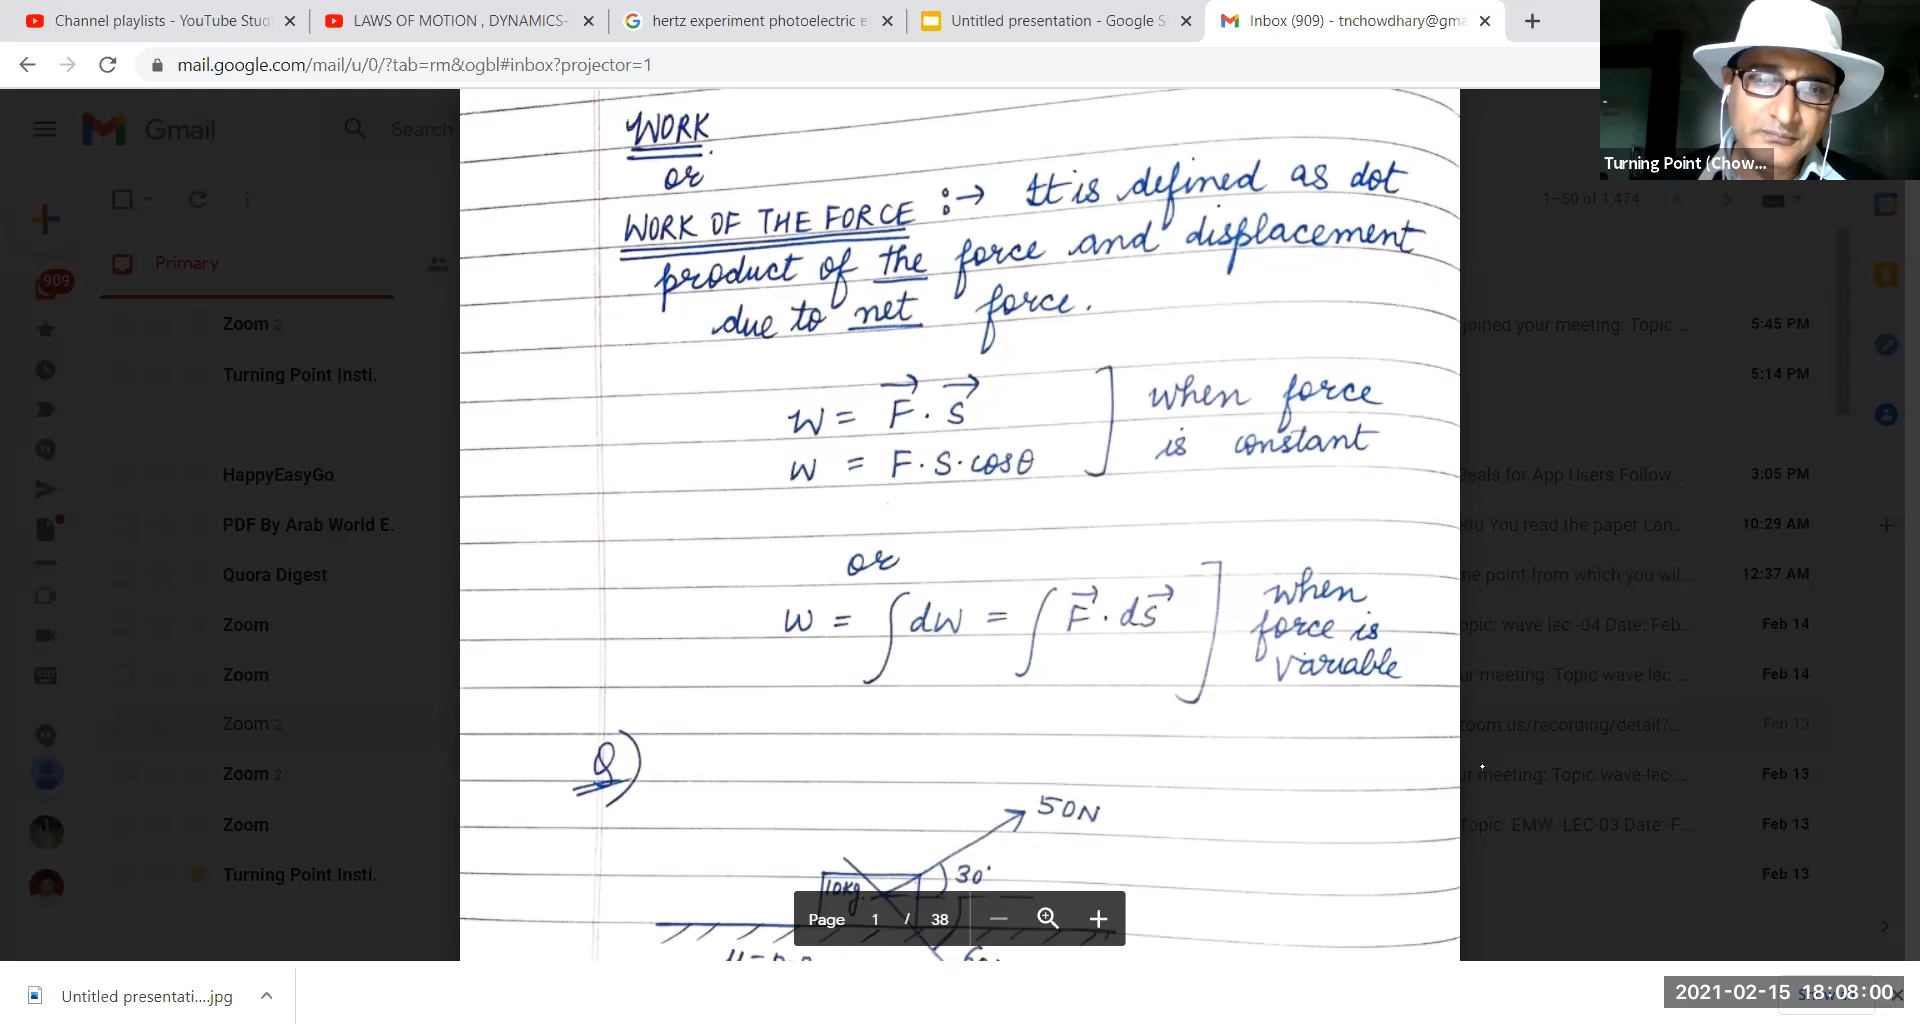 Channel playlists - YouTube Stud
LAWS OF MOTION , DYNAMICS-
hertz experiment photoelectric e
Untitled presentation - Google S
Inbox (909) - tnchowdhary@gma
mail.google.com/mail/u/0/?tab=rm&ogbl#inbox?projector=1
Turning Point (Chow...
Gmail
Search
1–50 of 1,474
Primary
909
Zoom 2
joined your meeting: Topic ...
5:45 PM
Turning Point Insti.
5:14 PM
HappyEasyGo
Deals for App Users Follow ...
3:05 PM
PDF By Arab World E.
edu You read the paper Lan...
10:29 AM
Quora Digest
ne point from which you wil...
12:37 AM
Zoom
opic: wave lec -04 Date: Feb...
Feb 14
Zoom
ur meeting: Topic wave lec ...
Feb 14
Zoom 2
zoom.us/recording/detail?...
Feb 13
Zoom 2
ur meeting: Topic wave-lec-...
Feb 13
Zoom
Topic: EMW -LEC-03 Date: F...
Feb 13
Turning Point Insti.
Feb 13
WORK
or
WORK OF THE FORCE :→ It is defined as dot
product of the force and displacement
due to net force.
W = F⃗ . S⃗
W = F . S . cosθ
when force
is constant
or
W = ∫ dW = ∫ F⃗ . dS⃗
when
force is
variable
Q)
50N
30°
10kg.
Page 1 / 38
Untitled presentati....jpg
2021-02-15 18:08:00